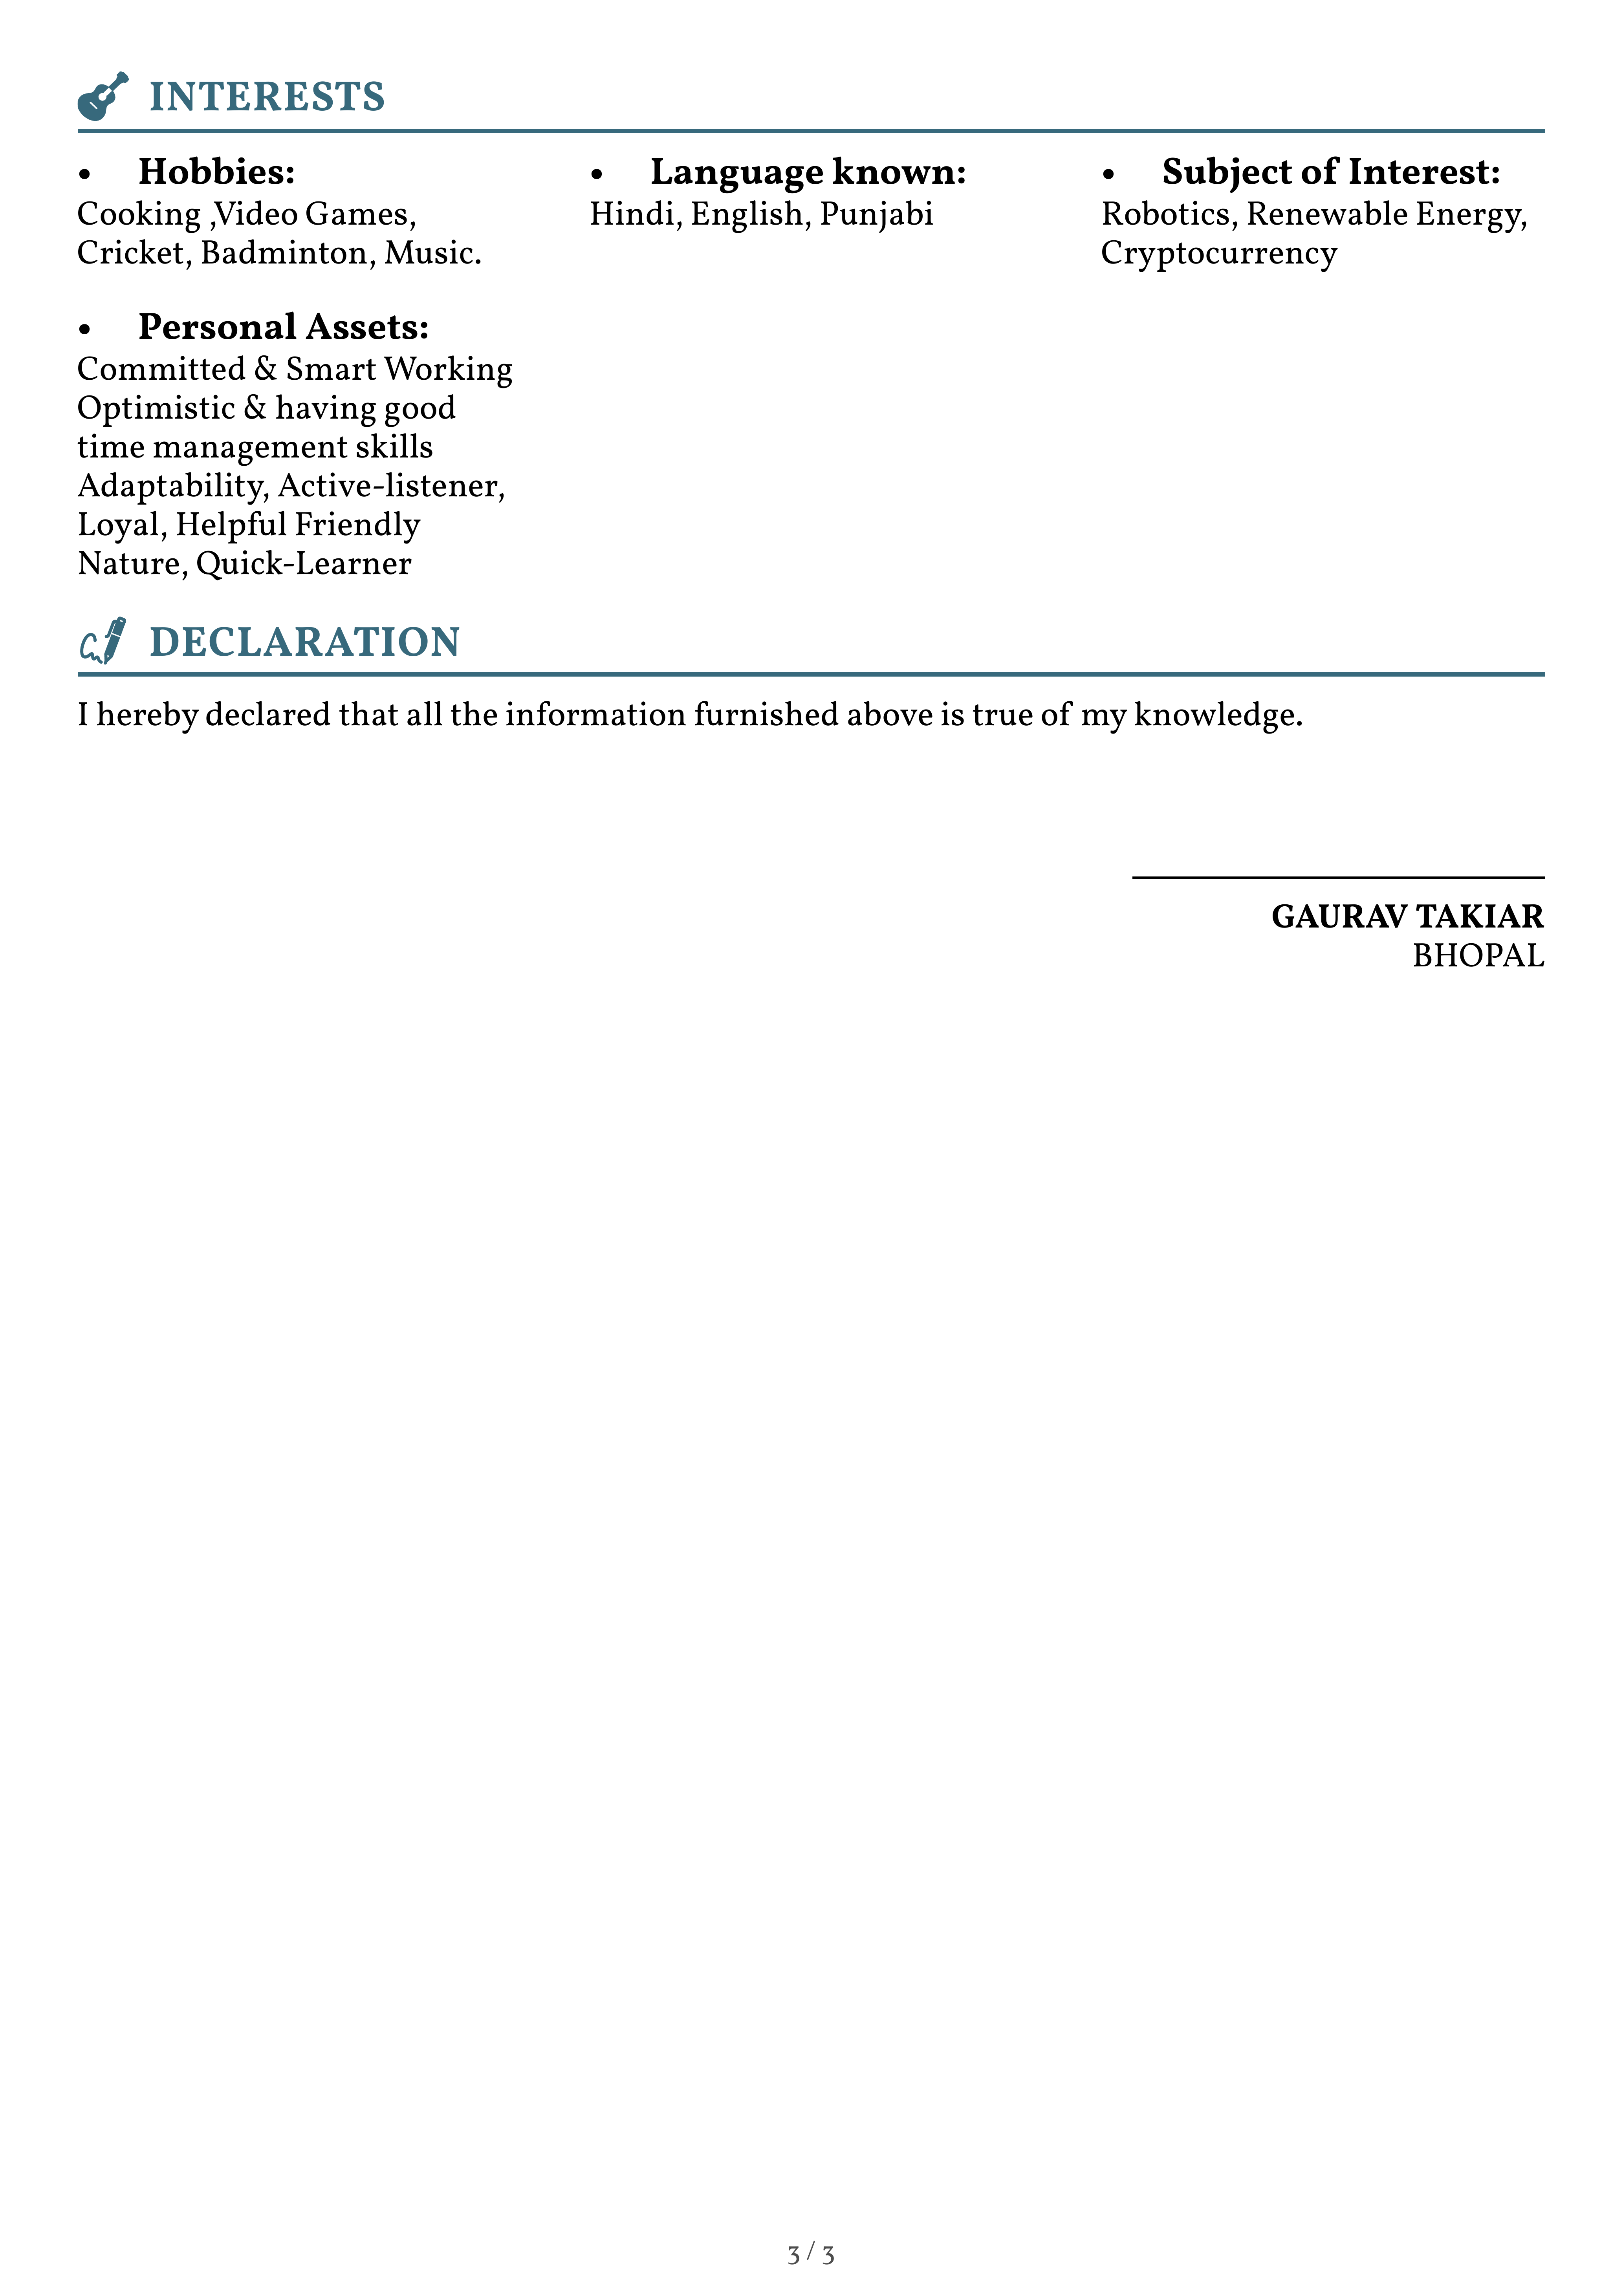 INTERESTS
• Hobbies:
Cooking ,Video Games,
Cricket, Badminton, Music.
• Language known:
Hindi, English, Punjabi
• Subject of Interest:
Robotics, Renewable Energy,
Cryptocurrency
• Personal Assets:
Committed & Smart Working
Optimistic & having good
time management skills
Adaptability, Active-listener,
Loyal, Helpful Friendly
Nature, Quick-Learner
DECLARATION
I hereby declared that all the information furnished above is true of my knowledge.
GAURAV TAKIAR
BHOPAL
3 / 3